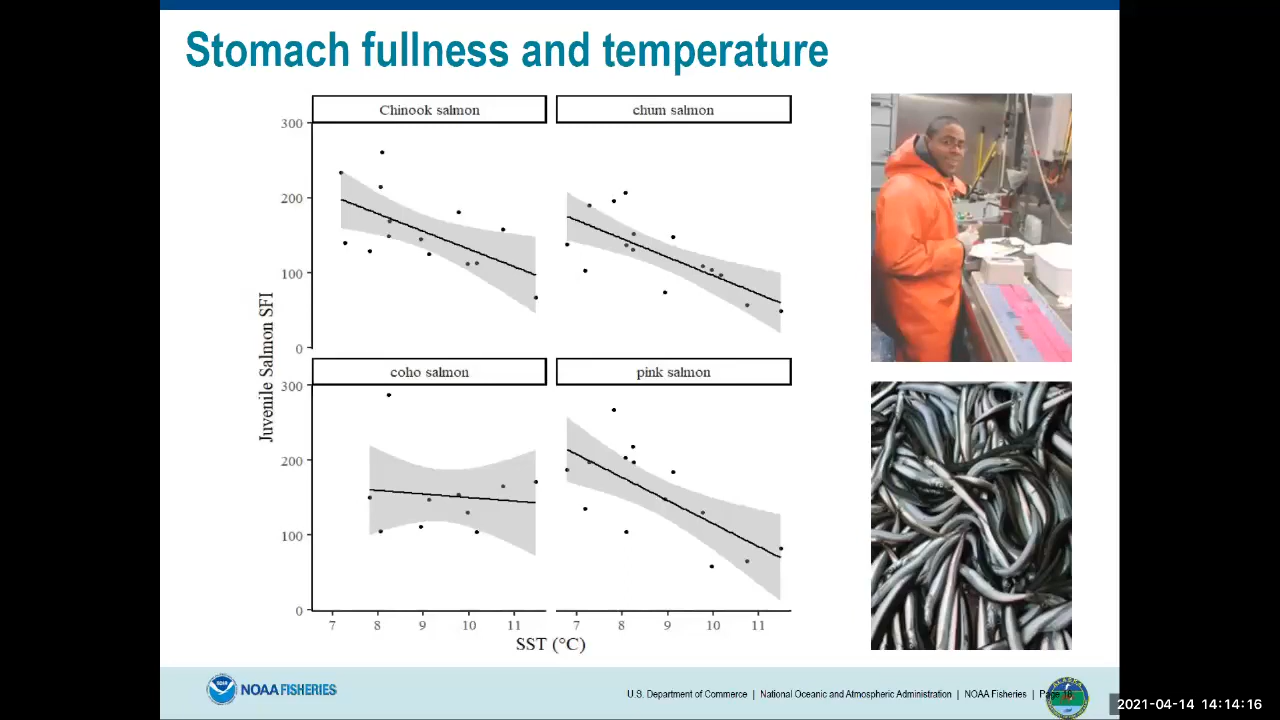 Stomach fullness and temperature
Chinook salmon
chum salmon
300
200
100
0
Juvenile Salmon SFI
coho salmon
pink salmon
300
200
100
0
7 8 9 10 11
7 8 9 10 11
SST (°C)
NOAA FISHERIES
U.S. Department of Commerce | National Oceanic and Atmospheric Administration | NOAA Fisheries | Page 18
2021-04-14 14:14:16